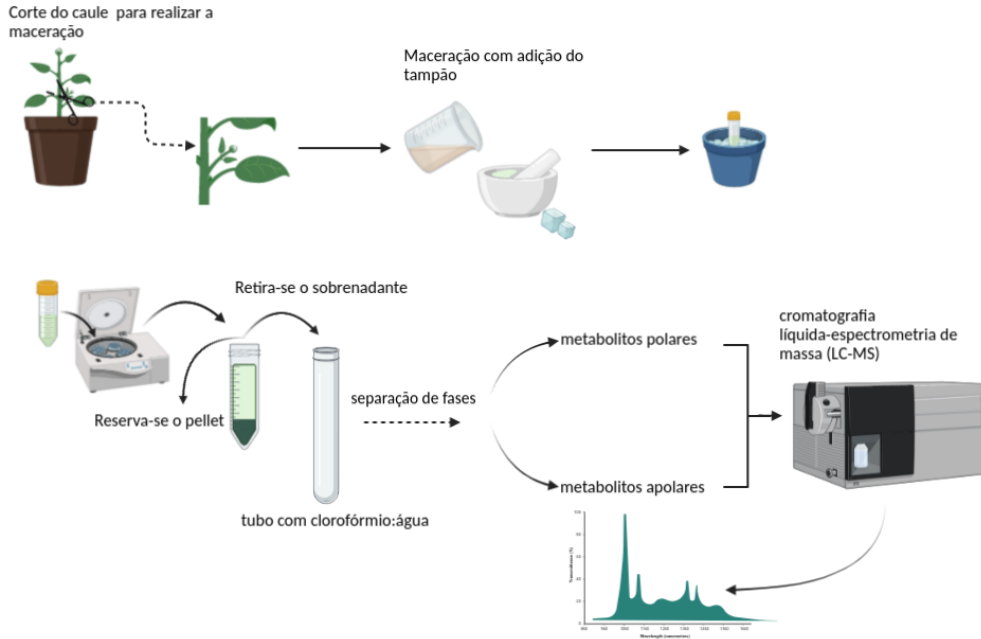 Corte do caule para realizar a
maceração
Maceração com adição do
tampão
Retira-se o sobrenadante
Reserva-se o pellet
tubo com clorofórmio:água
separação de fases
metabolitos polares
metabolitos apolares
cromatografia
líquida-espectrometria de
massa (LC-MS)